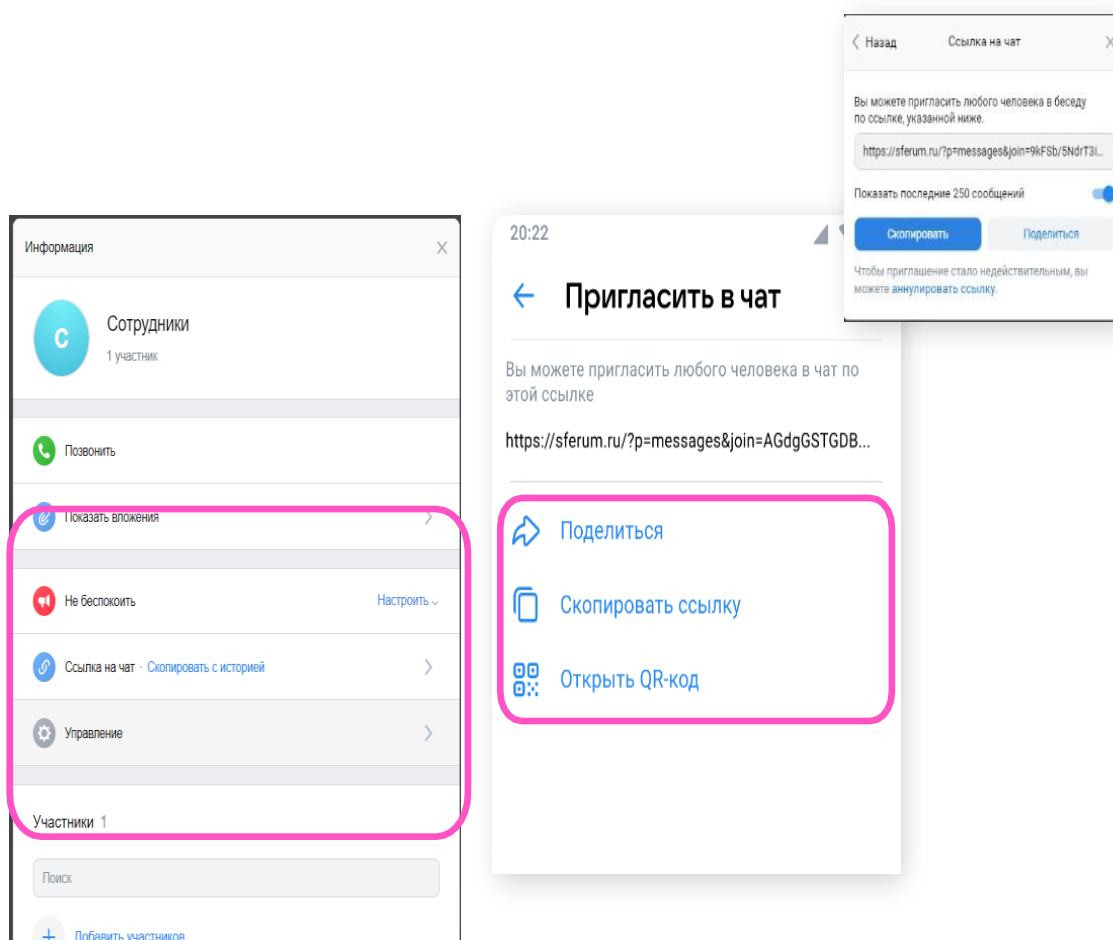 Информация
Сотрудники
С
1 участник
Позвонить
Показать вложения
Не беспокоить
Настроить
Ссылка на чат · Скопировать с историей
Управление
Участники 1
Поиск
Добавить участников
20:22
Пригласить в чат
Вы можете пригласить любого человека в чат по
этой ссылке
https://sferum.ru/?p=messages&join=AGdgGSTGDB...
Поделиться
Скопировать ссылку
Открыть QR-код
Назад
Ссылка на чат
Вы можете пригласить любого человека в беседу
по ссылке, указанной ниже.
https://sferum.ru/?p=messages&join=9kFSb/5NdrT3i...
Показать последние 250 сообщений
Скопировать
Поделиться
Чтобы приглашение стало недействительным, вы
можете аннулировать ссылку.